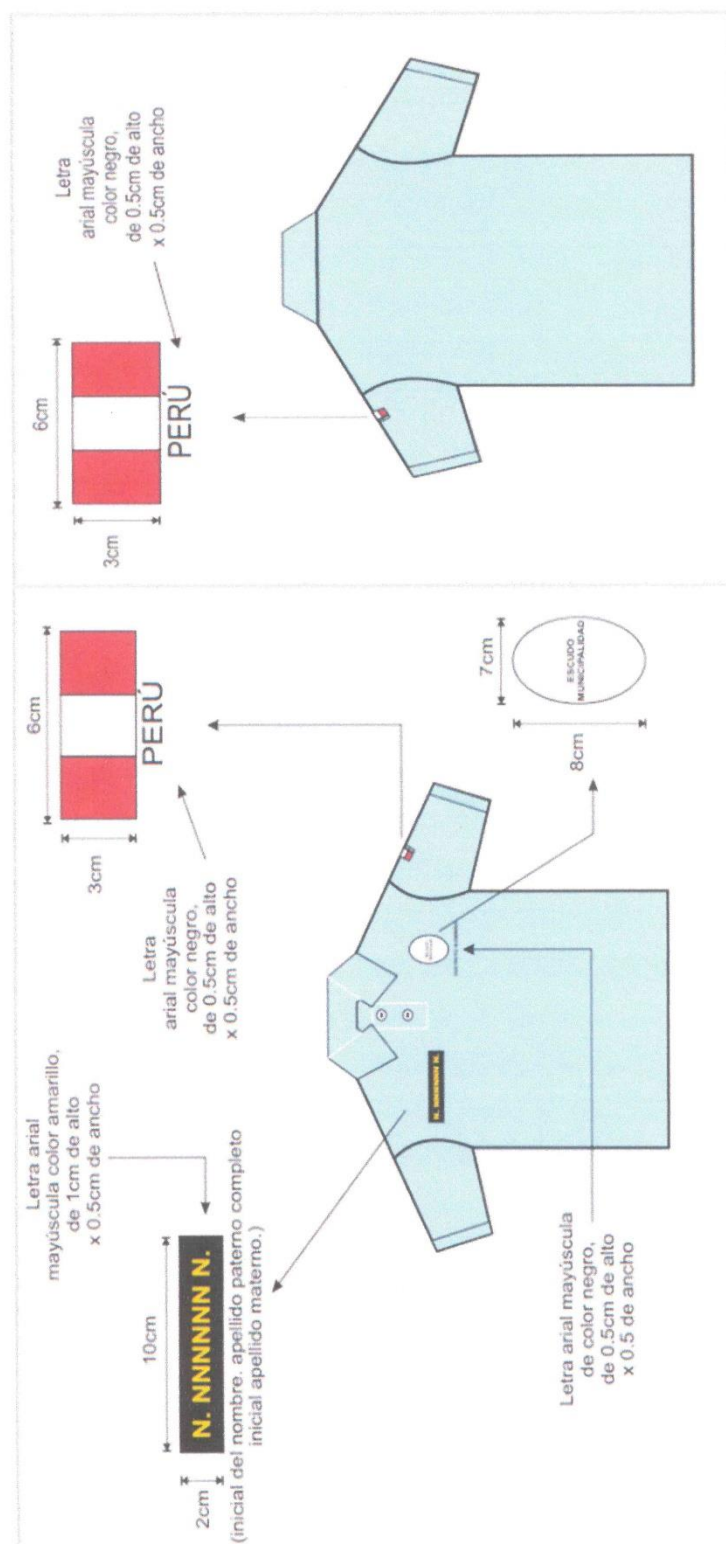 Letra arial
mayúscula color amarillo,
de 1cm de alto
x 0.5cm de ancho
10cm
2cm
N. NNNNNN N.
(inicial del nombre. apellido paterno completo
inicial apellido materno.)
6cm
3cm
PERÚ
Letra
arial mayúscula
color negro,
de 0.5cm de alto
x 0.5cm de ancho
N. NNNNNN N.
Letra arial mayúscula
de color negro,
de 0.5cm de alto
x 0.5 de ancho
7cm
8cm
ESCUDO
MUNICIPALIDAD
6cm
3cm
PERÚ
Letra
arial mayúscula
color negro,
de 0.5cm de alto
x 0.5cm de ancho